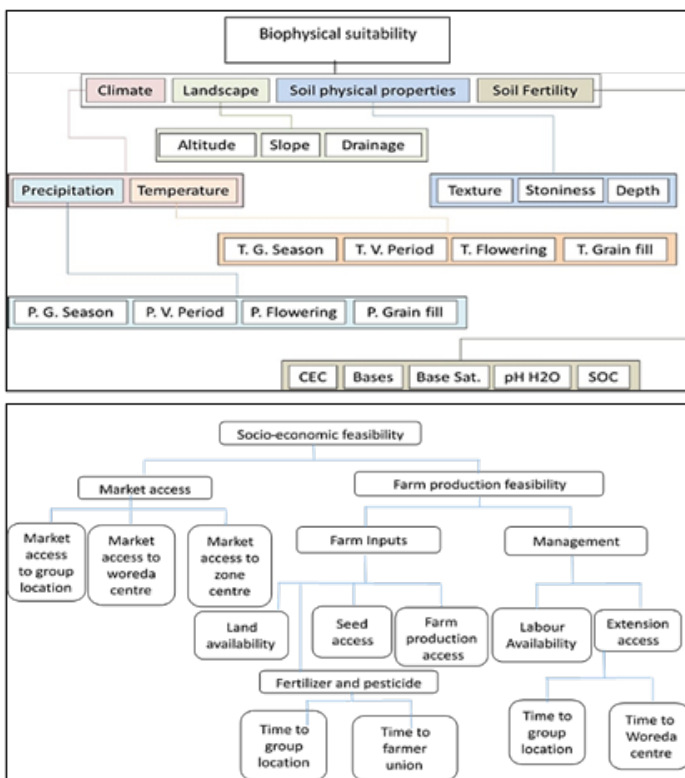 Biophysical suitability
Climate Landscape Soil physical properties Soil Fertility
Altitude Slope Drainage
Precipitation Temperature Texture Stoniness Depth
T. G. Season T. V. Period T. Flowering T. Grain fill
P. G. Season P. V. Period P. Flowering P. Grain fill
CEC Bases Base Sat. pH H2O SOC
Socio-economic feasibility
Market access
Farm production feasibility
Market
access
to group
location
Market
access to
woreda
centre
Market
access to
zone
centre
Farm Inputs
Management
Land
availability
Seed
access
Farm
production
access
Labour
Availability
Extension
access
Fertilizer and pesticide
Time to
group
location
Time to
farmer
union
Time to
group
location
Time to
Woreda
centre